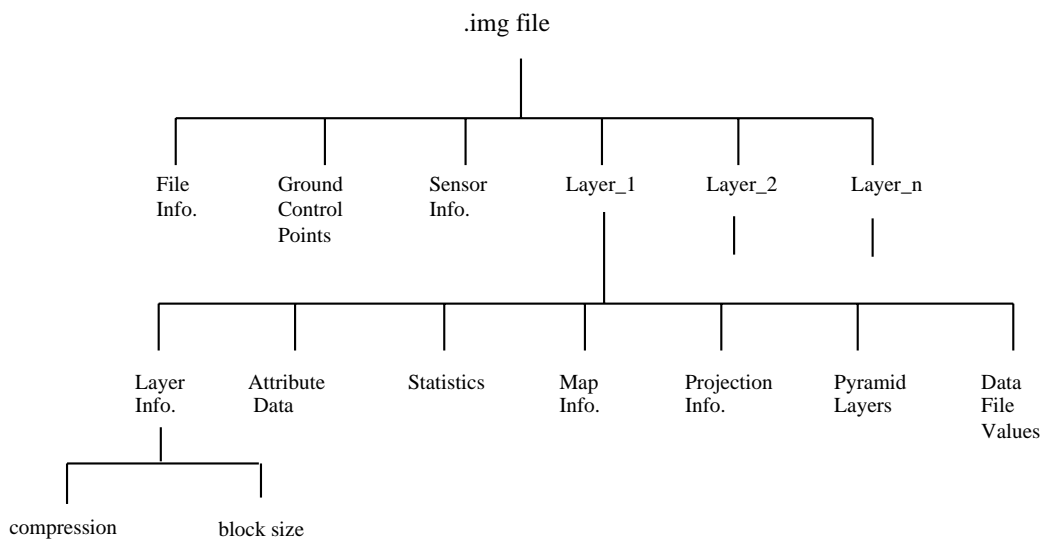 .img file
File
Info.
Ground
Control
Points
Sensor
Info.
Layer_1
Layer_2
Layer_n
Layer
Info.
Attribute
Data
Statistics
Map
Info.
Projection
Info.
Pyramid
Layers
Data
File
Values
compression
block size